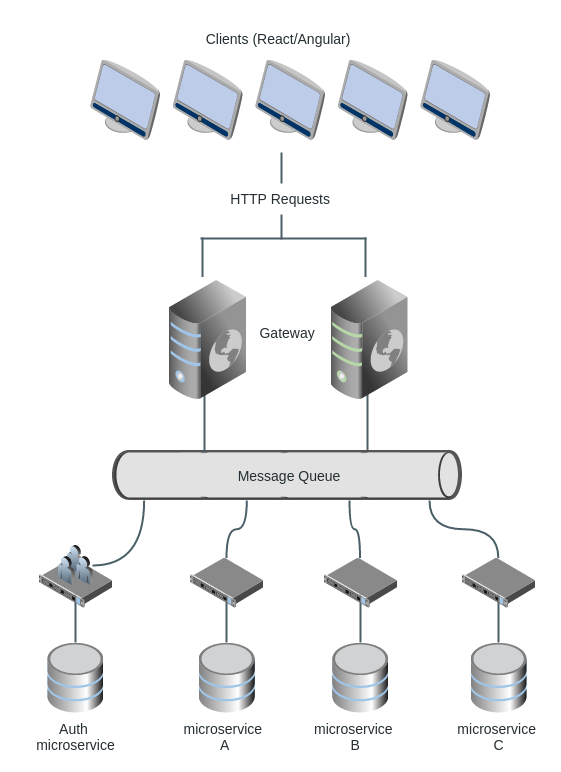 Clients (React/Angular)
HTTP Requests
Gateway
Message Queue
Auth
microservice
microservice
A
microservice
B
microservice
C